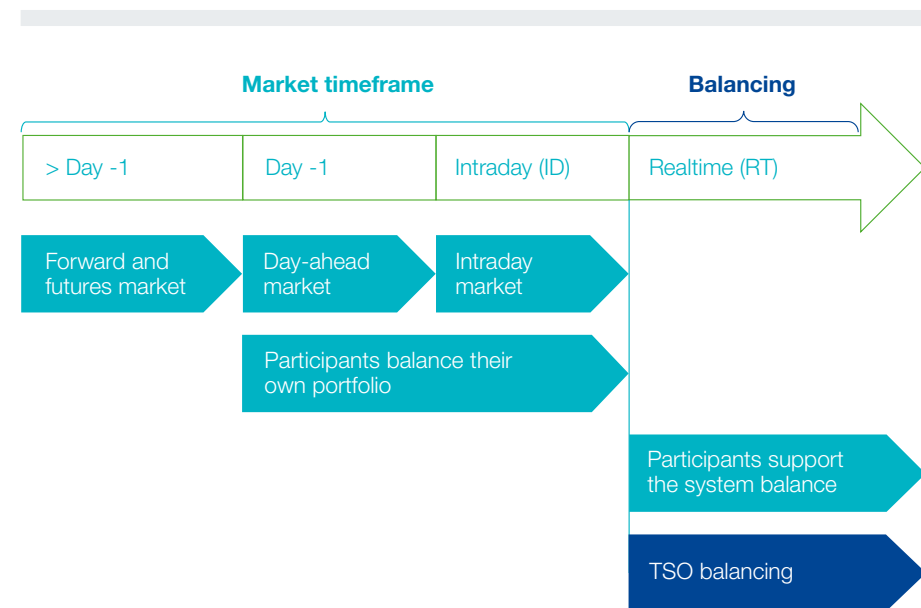 Market timeframe
Balancing
> Day -1
Day -1
Intraday (ID)
Realtime (RT)
Forward and
futures market
Day-ahead
market
Intraday
market
Participants balance their
own portfolio
Participants support
the system balance
TSO balancing